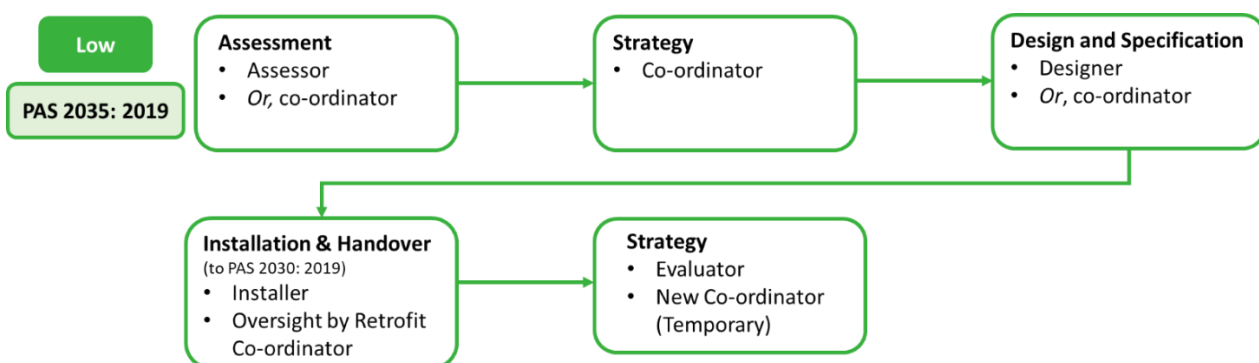 Low
PAS 2035: 2019
Assessment
• Assessor
• Or, co-ordinator
Strategy
• Co-ordinator
Design and Specification
• Designer
• Or, co-ordinator
Installation & Handover
(to PAS 2030: 2019)
• Installer
• Oversight by Retrofit
Co-ordinator
Strategy
• Evaluator
• New Co-ordinator
(Temporary)